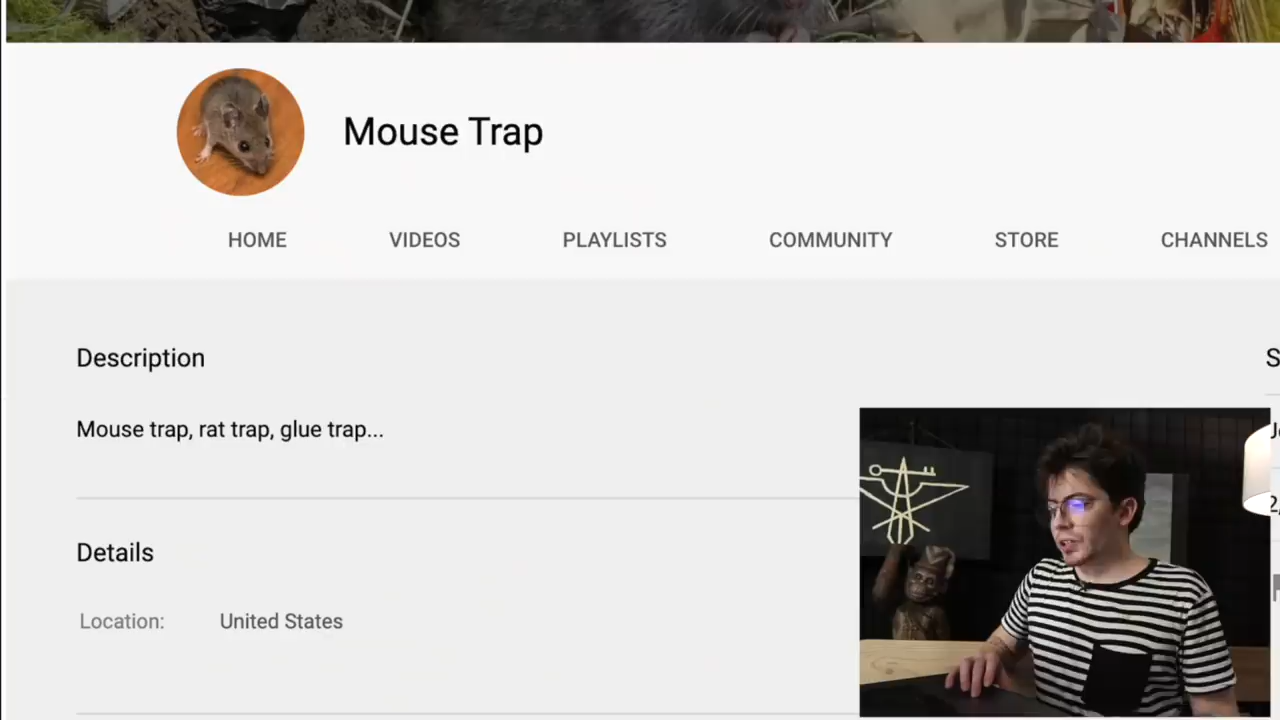 Mouse Trap
HOME VIDEOS PLAYLISTS COMMUNITY STORE CHANNELS
Description
Mouse trap, rat trap, glue trap...
Details
Location: United States